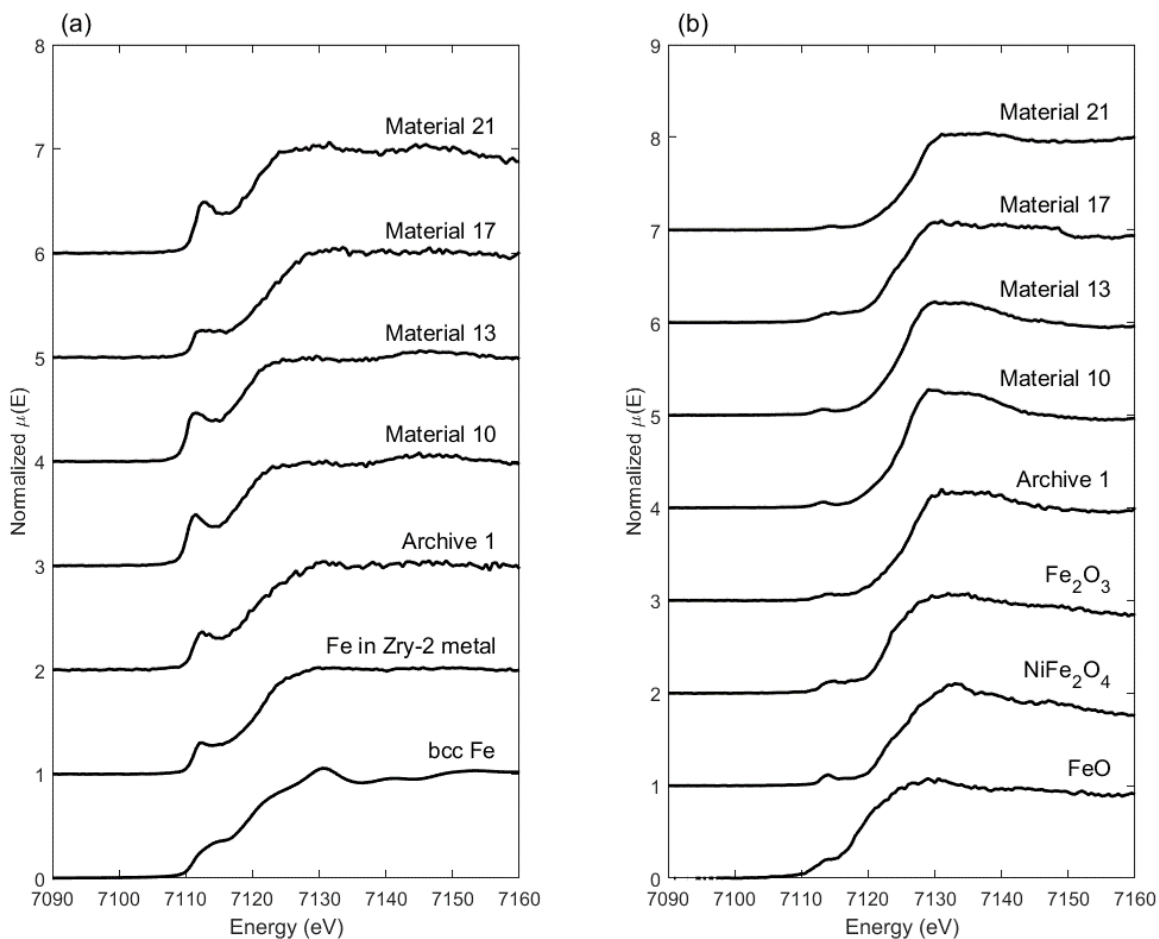 (a)
8
7
6
5
4
3
2
1
0
Normalized μ(E)
Material 21
Material 17
Material 13
Material 10
Archive 1
Fe in Zry-2 metal
bcc Fe
7090 7100 7110 7120 7130 7140 7150 7160
Energy (eV)
(b)
9
8
7
6
5
4
3
2
1
0
Normalized μ(E)
Material 21
Material 17
Material 13
Material 10
Archive 1
Fe₂O₃
NiFe₂O₄
FeO
7090 7100 7110 7120 7130 7140 7150 7160
Energy (eV)